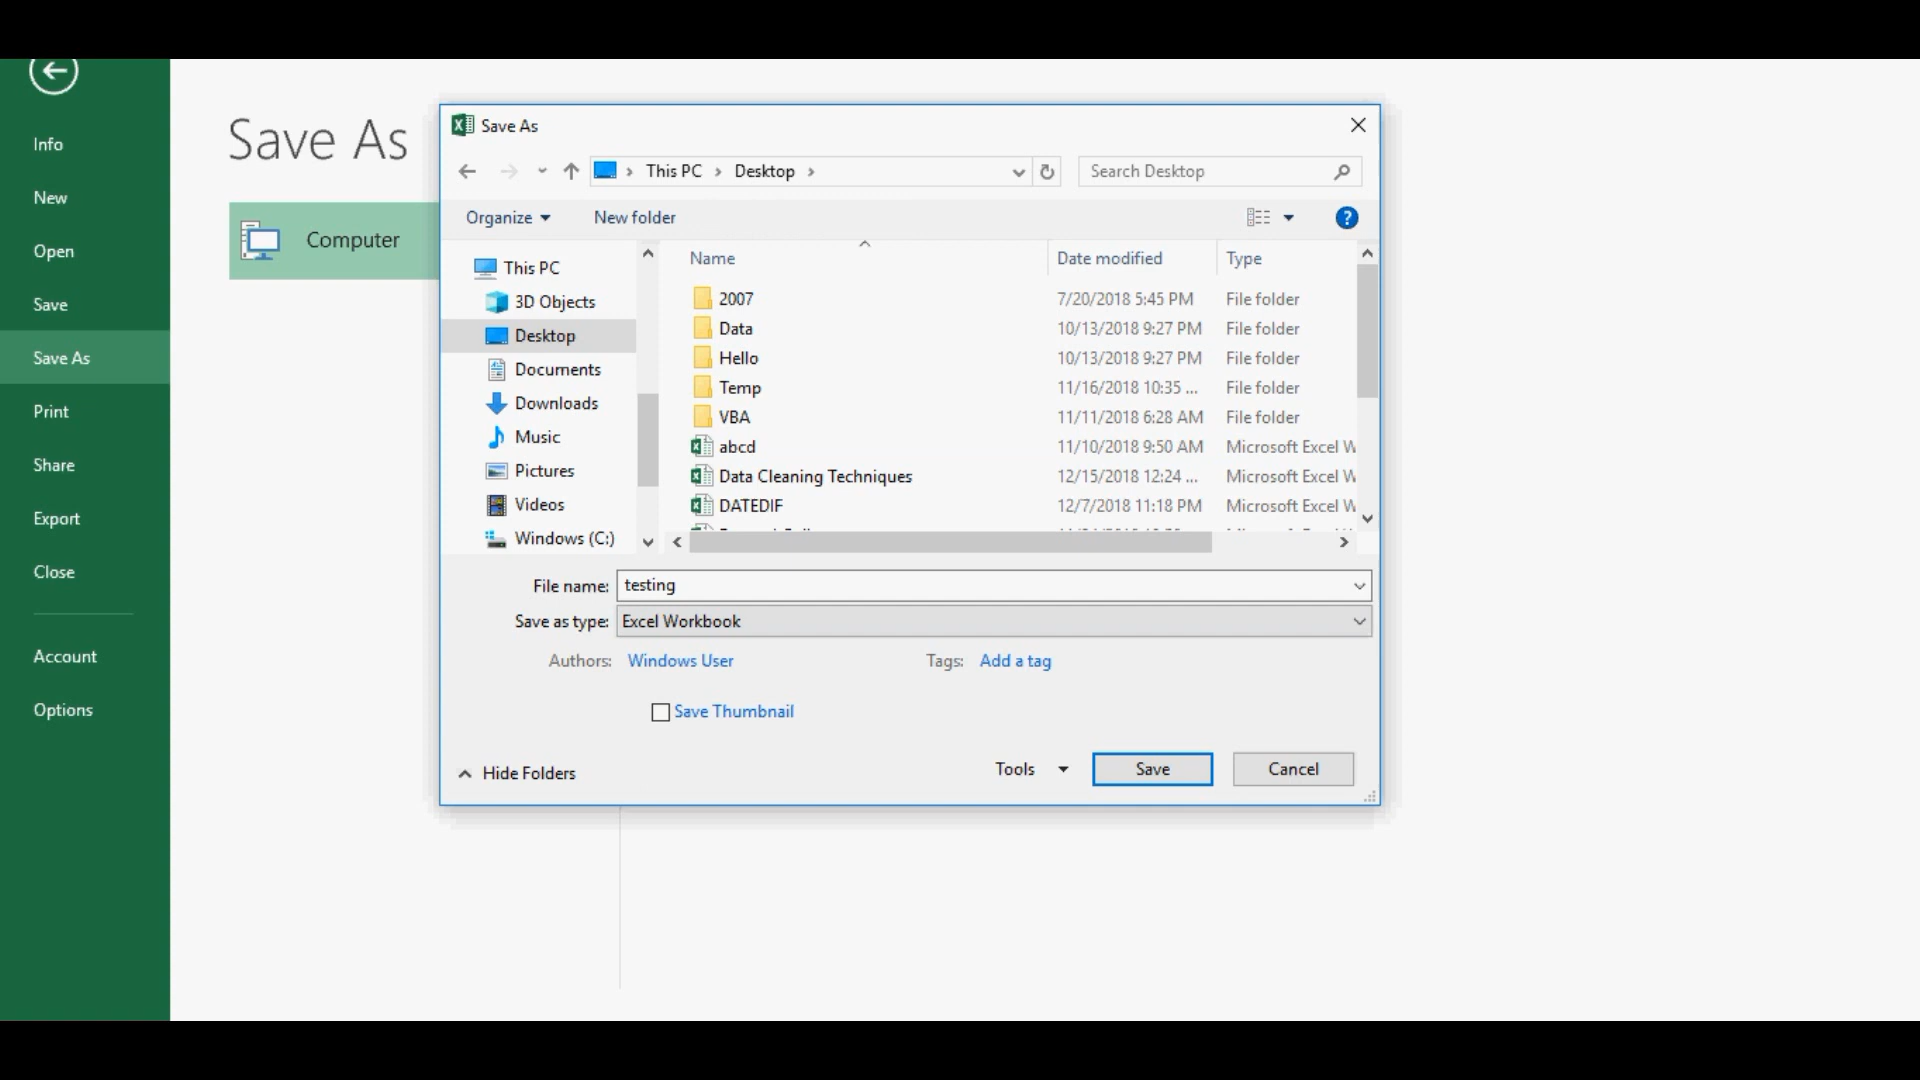 Save As
Info
New
Open
Save
Save As
Print
Share
Export
Close
Account
Options
Computer
Save As
This PC
Desktop
Search Desktop
Organize
New folder
This PC
3D Objects
Desktop
Documents
Downloads
Music
Pictures
Videos
Windows (C:)
Name Date modified Type
2007 7/20/2018 5:45 PM File folder
Data 10/13/2018 9:27 PM File folder
Hello 10/13/2018 9:27 PM File folder
Temp 11/16/2018 10:35 ... File folder
VBA 11/11/2018 6:28 AM File folder
abcd 11/10/2018 9:50 AM Microsoft Excel W
Data Cleaning Techniques 12/15/2018 12:24 ... Microsoft Excel W
DATEDIF 12/7/2018 11:18 PM Microsoft Excel W
File name: testing
Save as type: Excel Workbook
Authors: Windows User Tags: Add a tag
Save Thumbnail
Hide Folders
Tools
Save
Cancel